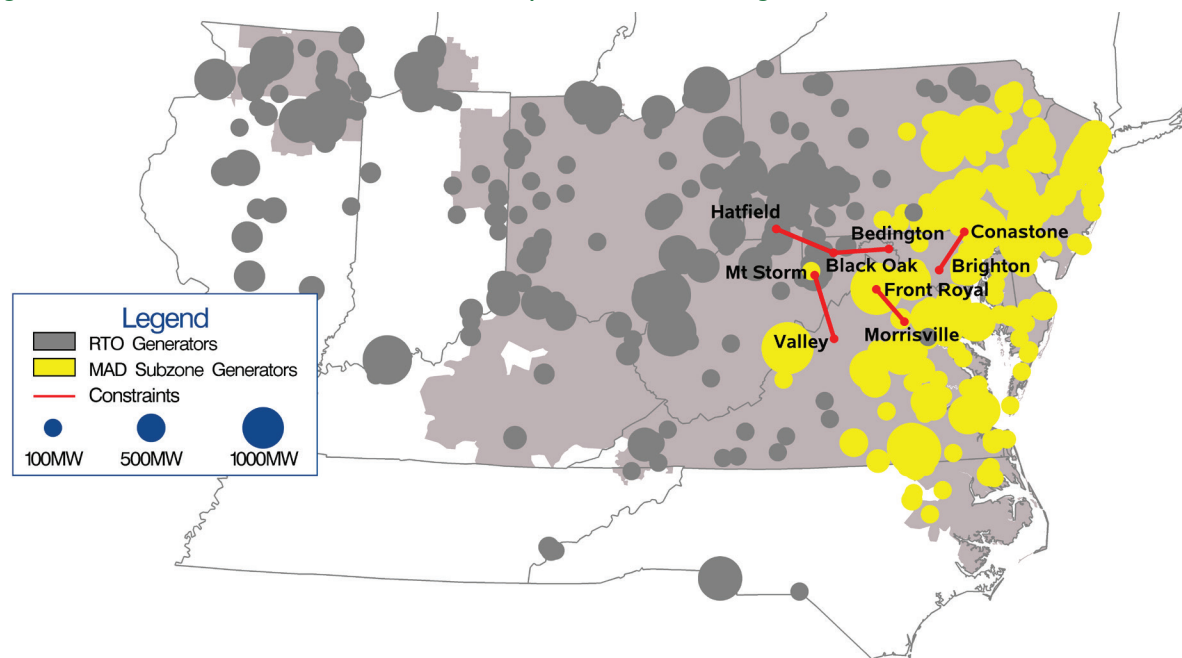 Hatfield
Bedington
Conastone
Black Oak
Mt Storm
Brighton
Front Royal
Valley
Morrisville
Legend
RTO Generators
MAD Subzone Generators
Constraints
100MW
500MW
1000MW